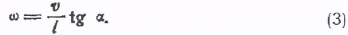 ω = v/l tg α. (3)